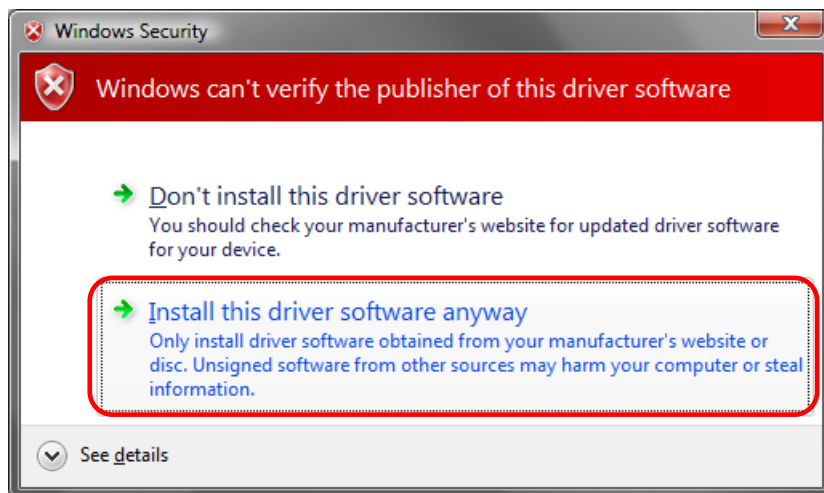 Windows Security
Windows can't verify the publisher of this driver software
Don't install this driver software
You should check your manufacturer's website for updated driver software
for your device.
Install this driver software anyway
Only install driver software obtained from your manufacturer's website or
disc. Unsigned software from other sources may harm your computer or steal
information.
See details